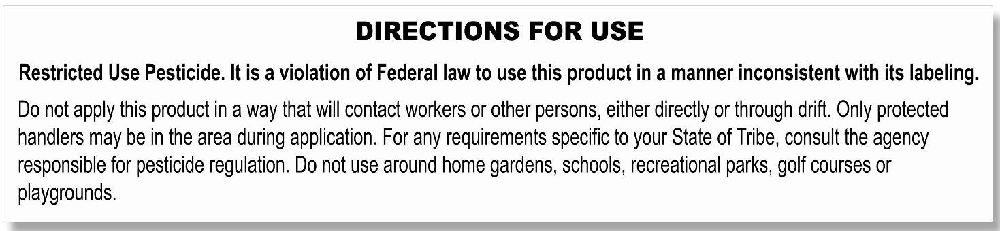 DIRECTIONS FOR USE
Restricted Use Pesticide. It is a violation of Federal law to use this product in a manner inconsistent with its labeling.
Do not apply this product in a way that will contact workers or other persons, either directly or through drift. Only protected
handlers may be in the area during application. For any requirements specific to your State of Tribe, consult the agency
responsible for pesticide regulation. Do not use around home gardens, schools, recreational parks, golf courses or
playgrounds.